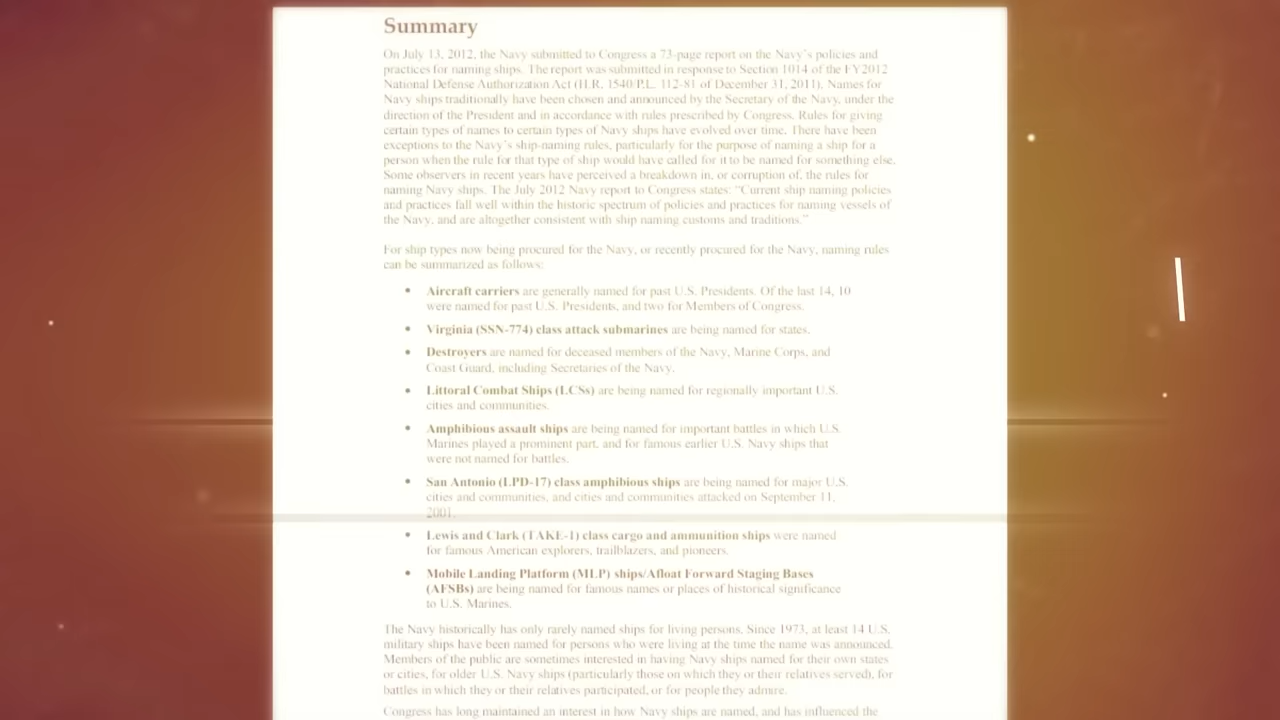 Summary
On July 13, 2012, the Navy submitted to Congress a 73-page report on the Navy's policies and
practices for naming ships. The report was submitted in response to Section 1014 of the FY2012
National Defense Authorization Act (H.R. 1540/P.L. 112-81 of December 31, 2011). Names for
Navy ships traditionally have been chosen and announced by the Secretary of the Navy, under the
direction of the President and in accordance with rules prescribed by Congress. Rules for giving
certain types of names to certain types of Navy ships have evolved over time. There have been
exceptions to the Navy's ship-naming rules, particularly for the purpose of naming a ship for a
person when the rule for that type of ship would have called for it to be named for something else.
Some observers in recent years have perceived a breakdown in, or corruption of, the rules for
naming Navy ships. The July 2012 Navy report to Congress states: "Current ship naming policies
and practices fall well within the historic spectrum of policies and practices for naming vessels of
the Navy, and are altogether consistent with ship naming customs and traditions."
For ship types now being procured for the Navy, or recently procured for the Navy, naming rules
can be summarized as follows:
• Aircraft carriers are generally named for past U.S. Presidents. Of the last 14, 10
were named for past U.S. Presidents, and two for Members of Congress.
• Virginia (SSN-774) class attack submarines are being named for states.
• Destroyers are named for deceased members of the Navy, Marine Corps, and
Coast Guard, including Secretaries of the Navy.
• Littoral Combat Ships (LCSs) are being named for regionally important U.S.
cities and communities.
• Amphibious assault ships are being named for important battles in which U.S.
Marines played a prominent part, and for famous earlier U.S. Navy ships that
were not named for battles.
• San Antonio (LPD-17) class amphibious ships are being named for major U.S.
cities and communities, and cities and communities attacked on September 11,
2001.
• Lewis and Clark (TAKE-1) class cargo and ammunition ships were named
for famous American explorers, trailblazers, and pioneers.
• Mobile Landing Platform (MLP) ships/Afloat Forward Staging Bases
(AFSBs) are being named for famous names or places of historical significance
to U.S. Marines.
The Navy historically has only rarely named ships for living persons. Since 1973, at least 14 U.S.
military ships have been named for persons who were living at the time the name was announced.
Members of the public are sometimes interested in having Navy ships named for their own states
or cities, for older U.S. Navy ships (particularly those on which they or their relatives served), for
battles in which they or their relatives participated, or for people they admire.
Congress has long maintained an interest in how Navy ships are named, and has influenced the